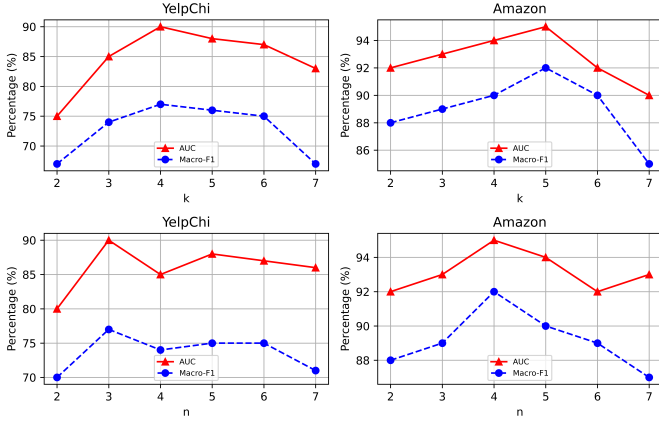 YelpChi
90
85
80
75
70
Percentage (%)
2 3 4 5 6 7
k
AUC
Macro-F1
Amazon
94
92
90
88
86
Percentage (%)
2 3 4 5 6 7
k
AUC
Macro-F1
YelpChi
90
85
80
75
70
Percentage (%)
2 3 4 5 6 7
n
AUC
Macro-F1
Amazon
94
92
90
88
Percentage (%)
2 3 4 5 6 7
n
AUC
Macro-F1